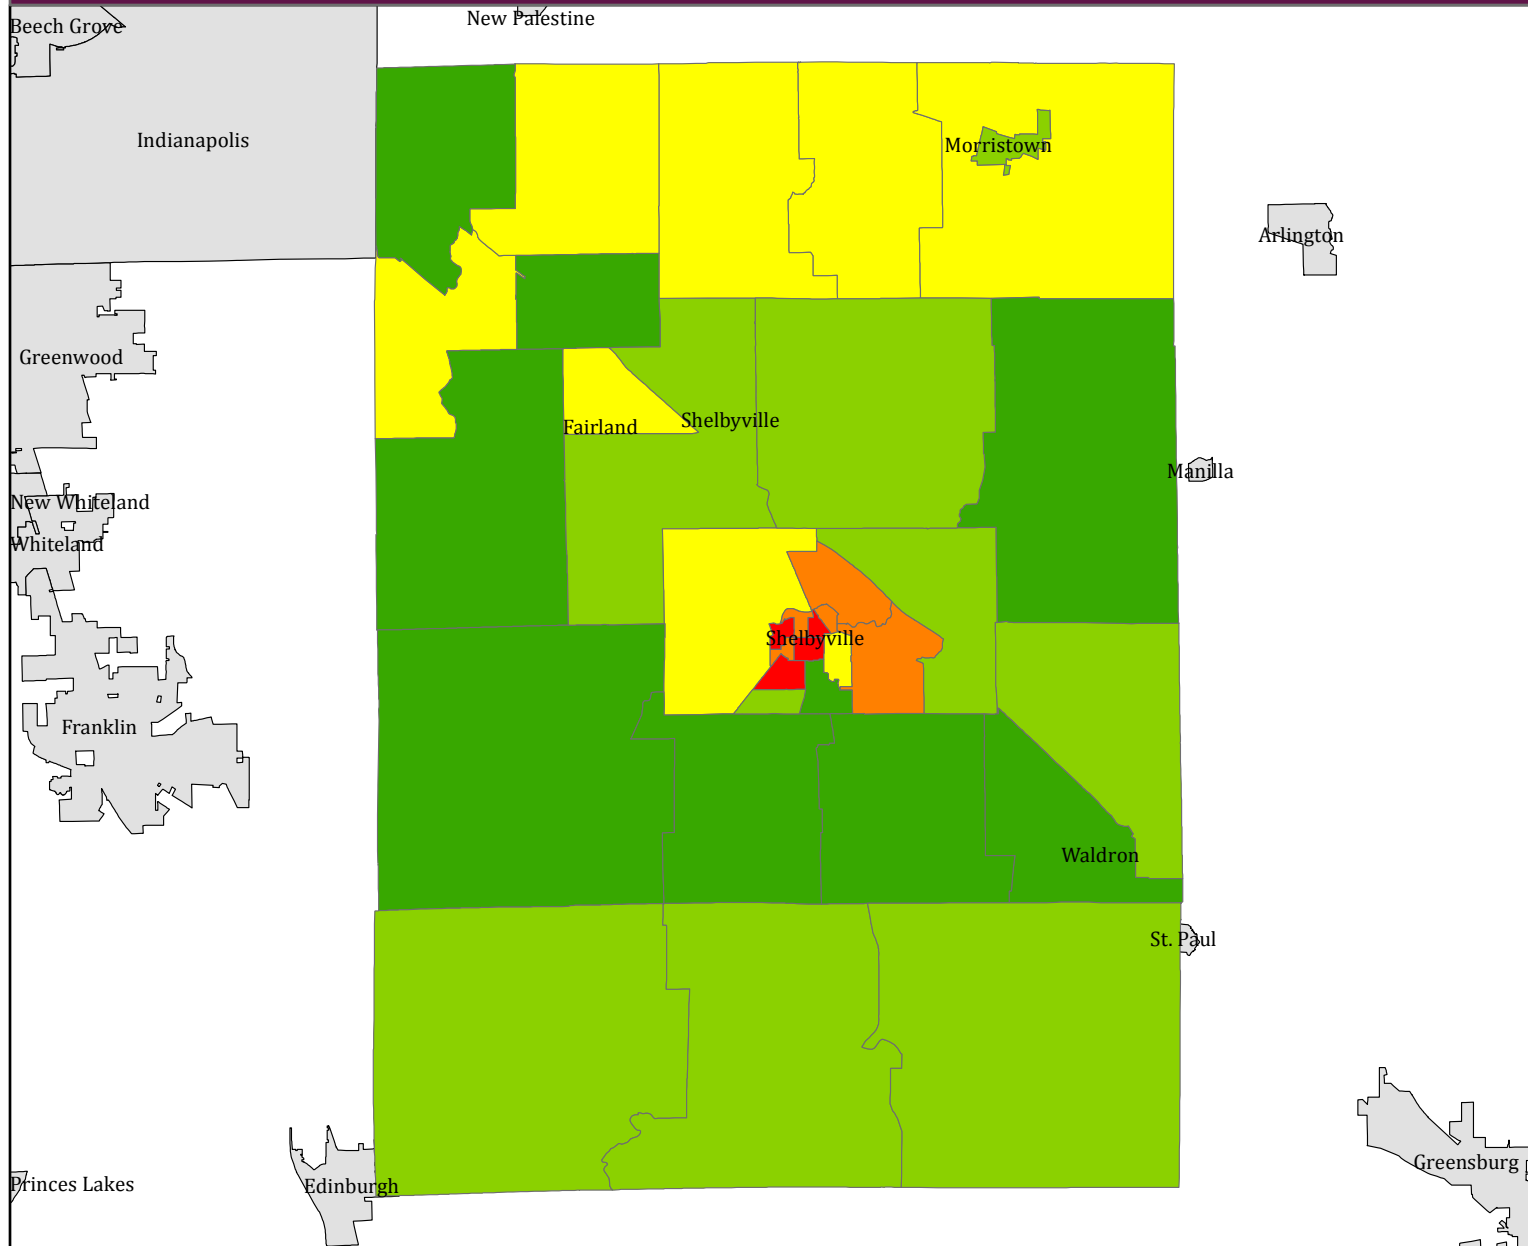 New Palestine
Beech Grove
Indianapolis
Morristown
Arlington
Greenwood
Shelbyville
Fairland
Manilla
New Whiteland
Whiteland
Shelbyville
Franklin
Waldron
St. Paul
Greensburg
Princes Lakes
Edinburgh